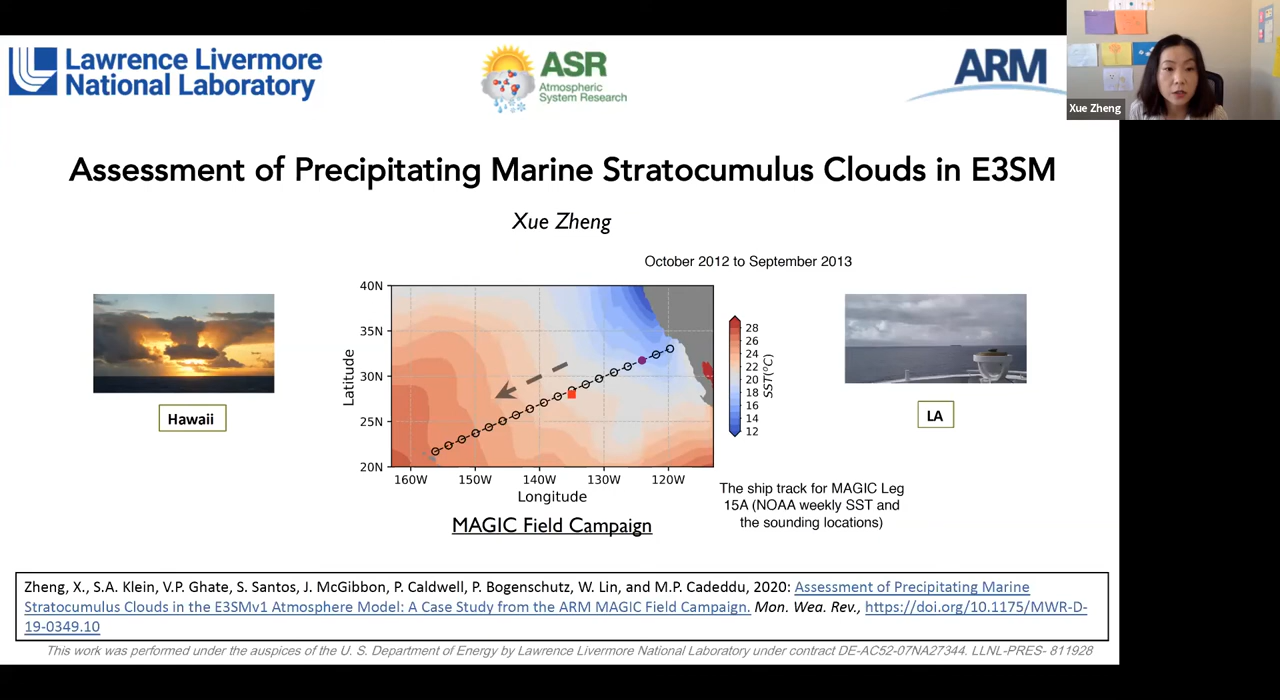 Lawrence Livermore
National Laboratory
ASR
Atmospheric
System Research
ARM
Xue Zheng
Assessment of Precipitating Marine Stratocumulus Clouds in E3SM
Xue Zheng
October 2012 to September 2013
Hawaii
40N
35N
30N
25N
20N
Latitude
160W 150W 140W 130W 120W
Longitude
28
26
24
22
20
18
16
14
12
SST(°C)
LA
The ship track for MAGIC Leg
15A (NOAA weekly SST and
the sounding locations)
MAGIC Field Campaign
Zheng, X., S.A. Klein, V.P. Ghate, S. Santos, J. McGibbon, P. Caldwell, P. Bogenschutz, W. Lin, and M.P. Cadeddu, 2020: Assessment of Precipitating Marine
Stratocumulus Clouds in the E3SMv1 Atmosphere Model: A Case Study from the ARM MAGIC Field Campaign. Mon. Wea. Rev., https://doi.org/10.1175/MWR-D-
19-0349.10
This work was performed under the auspices of the U. S. Department of Energy by Lawrence Livermore National Laboratory under contract DE-AC52-07NA27344. LLNL-PRES- 811928